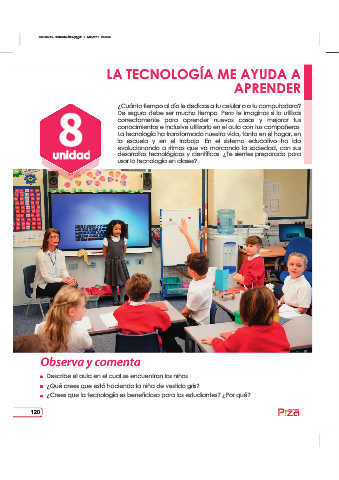 LA TECNOLOGÍA ME AYUDA A
APRENDER
8
unidad
¿Cuánto tiempo al día le dedicas a tu celular o a tu computadora?
De seguro debe ser mucho tiempo. Pero te imaginas si lo utilizas
correctamente para aprender nuevas cosas y mejorar tus
conocimientos e inclusive utilizarla en el aula con tus compañeros.
La tecnología ha transformado nuestra vida, tanto en el hogar, en
la escuela y en el trabajo. En el sistema educativo ha ido
evolucionando a ritmos que va marcando la sociedad, con sus
desarrollos tecnológicos y científicos. ¿Te sientes preparado para
usar la tecnología en clases?
Observa y comenta
Describe el aula en el cual se encuentran los niños
¿Qué crees que está haciendo la niña de vestido gris?
¿Crees que la tecnología es beneficioso para los estudiantes? ¿Por qué?
120